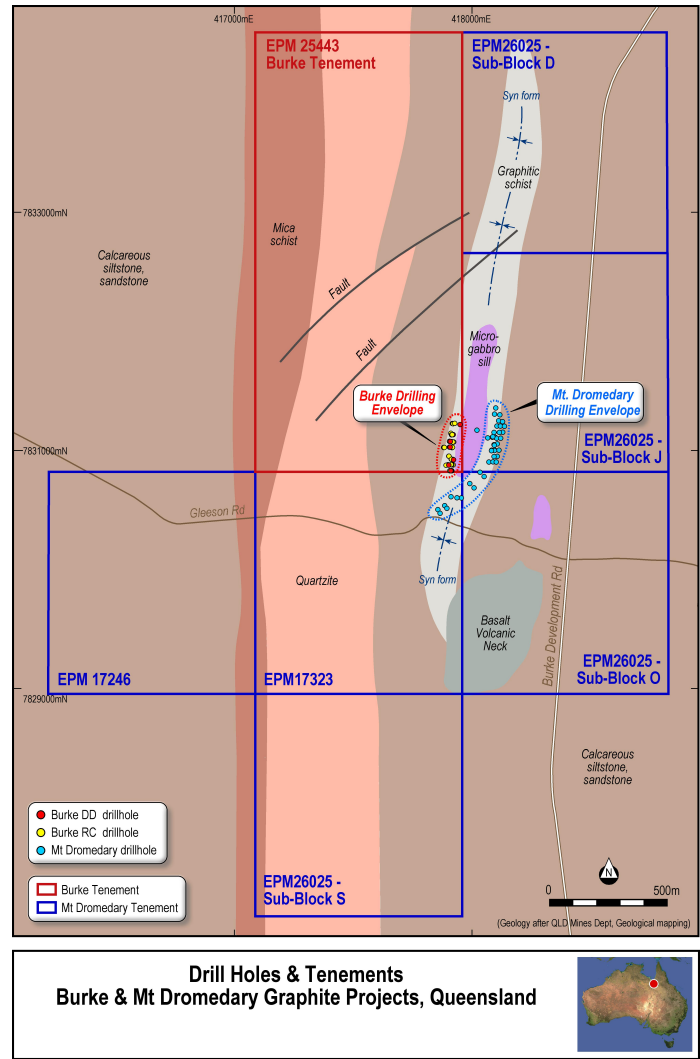 417000mE
418000mE
EPM 25443
Burke Tenement
EPM26025 -
Sub-Block D
Syn form
Graphitic
schist
7833000mN
Mica
schist
Calcareous
siltstone,
sandstone
Fault
Fault
Micro-
gabbro
sill
Burke Drilling
Envelope
Mt. Dromedary
Drilling Envelope
EPM26025 -
Sub-Block J
7831000mN
Gleeson Rd
Quartzite
Syn form
Basalt
Volcanic
Neck
Burke Development Rd
EPM26025 -
Sub-Block O
EPM 17246
EPM17323
7829000mN
Calcareous
siltstone,
sandstone
Burke DD drillhole
Burke RC drillhole
Mt Dromedary drillhole
Burke Tenement
Mt Dromedary Tenement
EPM26025 -
Sub-Block S
N
0 500m
(Geology after QLD Mines Dept, Geological mapping)
Drill Holes & Tenements
Burke & Mt Dromedary Graphite Projects, Queensland